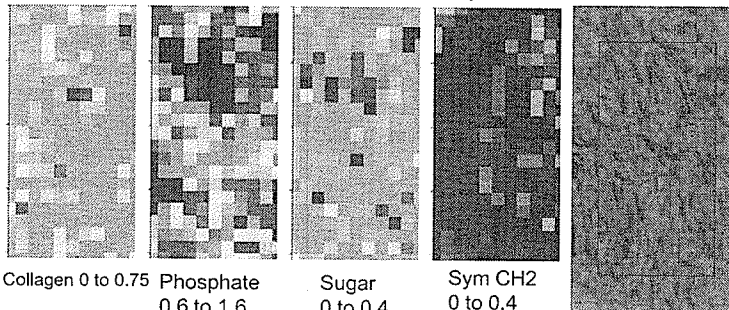 Collagen 0 to 0.75
Phosphate
0.6 to 1.6
Sugar
0 to 0.4
Sym CH2
0 to 0.4